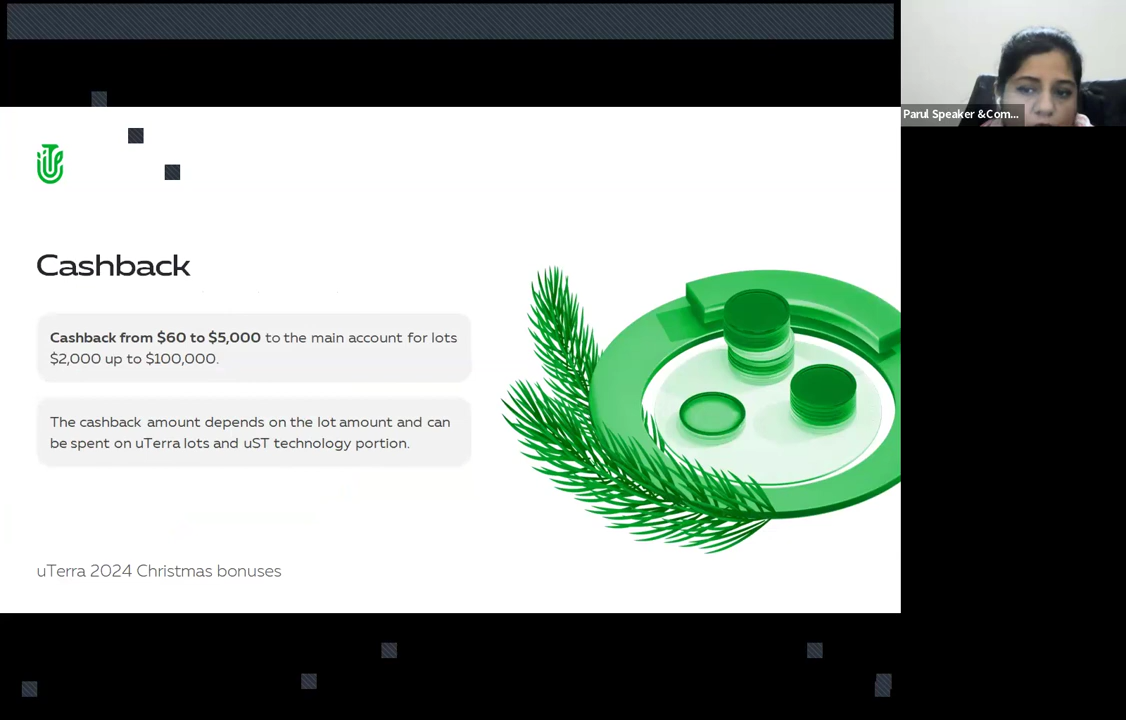 Parul Speaker &Com...
Cashback
Cashback from $60 to $5,000 to the main account for lots
$2,000 up to $100,000.
The cashback amount depends on the lot amount and can
be spent on uTerra lots and uST technology portion.
uTerra 2024 Christmas bonuses